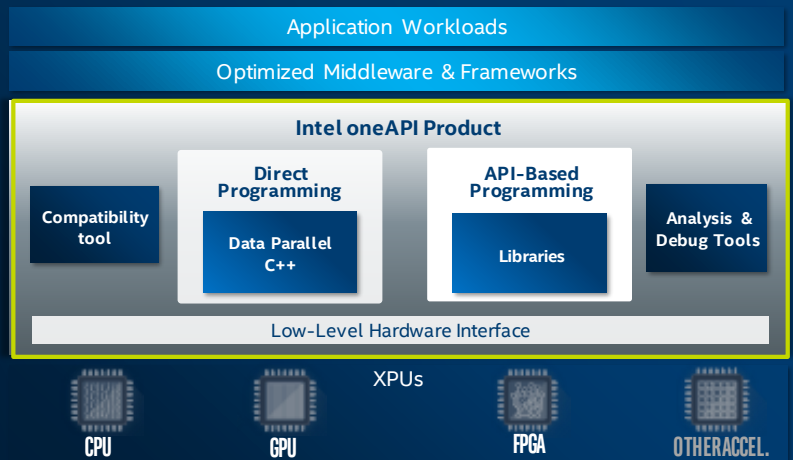 Application Workloads
Optimized Middleware & Frameworks
Intel oneAPI Product
Compatibility
tool
Direct
Programming
Data Parallel
C++
API-Based
Programming
Libraries
Analysis &
Debug Tools
Low-Level Hardware Interface
XPUs
CPU
GPU
FPGA
OTHERACCEL.